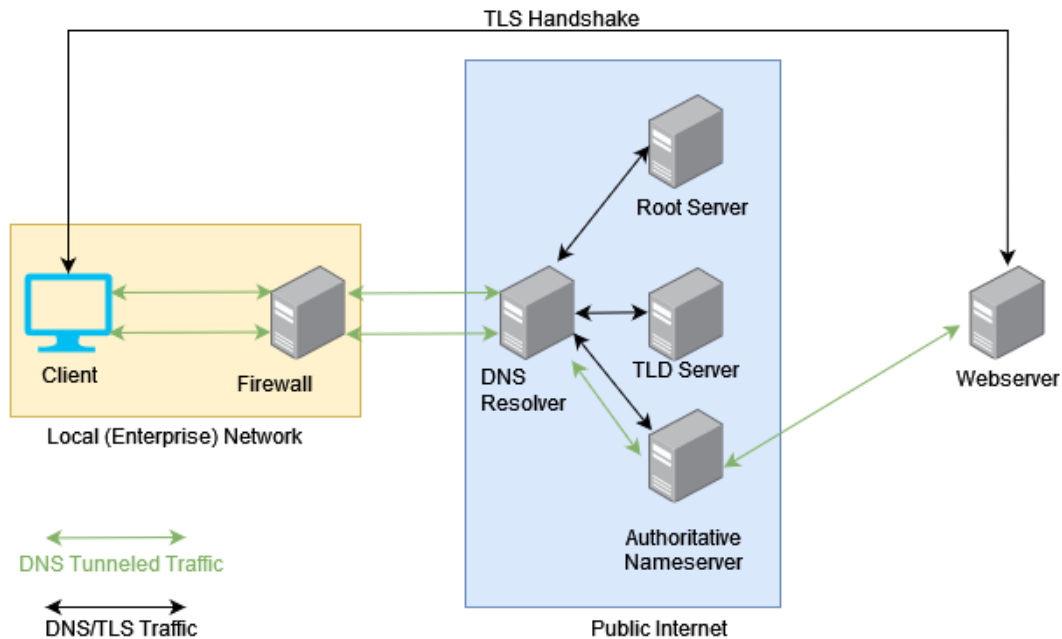 TLS Handshake
Root Server
Client
Firewall
DNS
Resolver
TLD Server
Webserver
Local (Enterprise) Network
Authoritative
Nameserver
DNS Tunneled Traffic
DNS/TLS Traffic
Public Internet